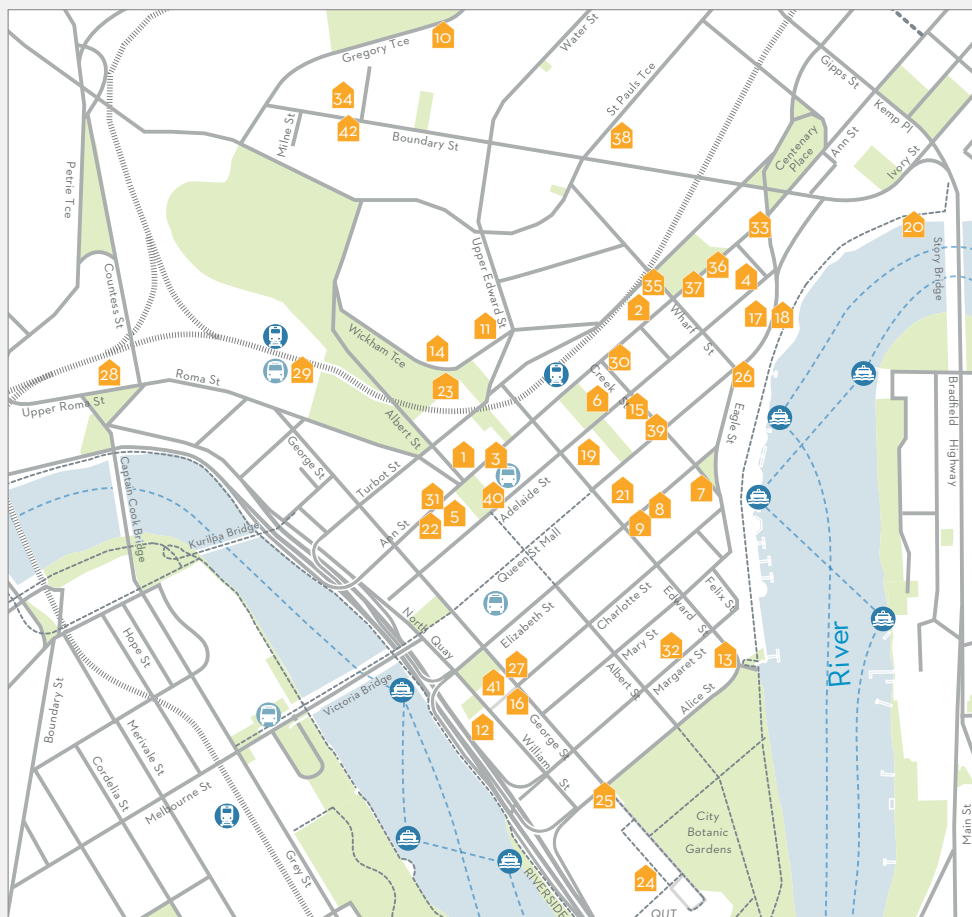 10
Gregory Tce
Water St
St Pauls Tce
Gipps St
Kemp Pl
34
42
Milne St
Boundary St
38
Centenary
Place
Ann St
Ivory St
Petrie Tce
Countess St
Upper Edward St
33
20
Story Bridge
35
37
36
4
2
Wharf St
17
18
11
14
Wickham Tce
23
28
29
Roma St
Upper Roma St
30
Creek St
6
15
39
26
Eagle St
Bradfield Highway
Albert St
George St
Turbot St
1
3
19
31
5
40
22
Adelaide St
Ann St
21
8
9
7
Captain Cook Bridge
Kurilpa Bridge
Queen St Mall
North Quay
Elizabeth St
Charlotte St
Edward St
Felix St
Mary St
32
13
Margaret St
Albert St
Alice St
River
Hope St
Boundary St
Victoria Bridge
27
41
16
12
George St
William St
Merivale St
Cordelia St
Melbourne St
25
City
Botanic
Gardens
Main St
Grey St
RIVERSIDE
24
QUT